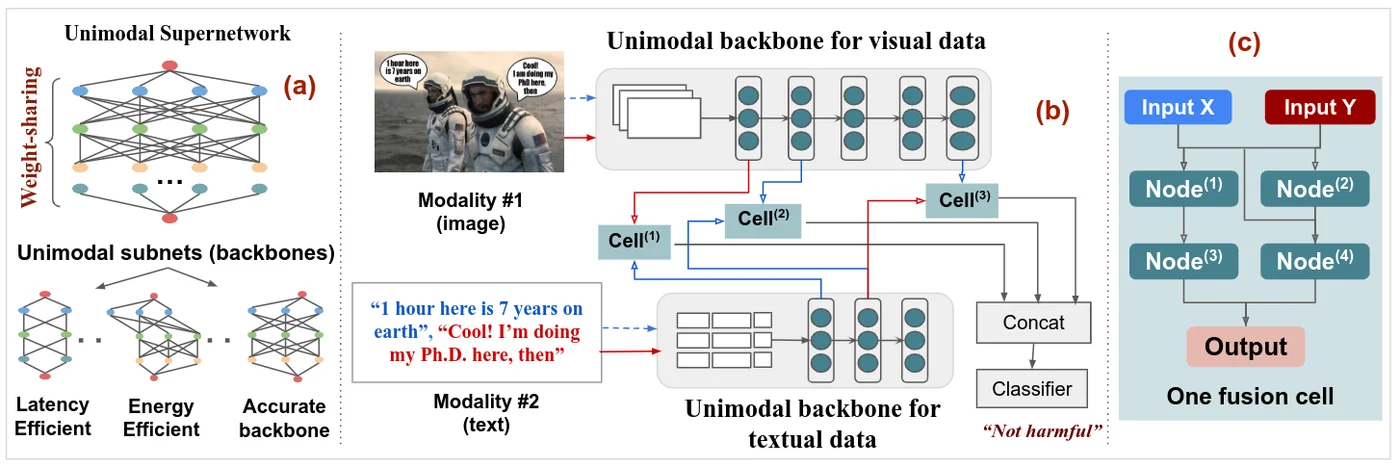 Unimodal Supernetwork
(a)
Weight-sharing
...
Unimodal subnets (backbones)
Latency
Efficient
Energy
Efficient
Accurate
backbone
Unimodal backbone for visual data
1 hour here
is 7 years on
earth
Cool!
I am doing my
PhD here,
then
(b)
Modality #1
(image)
Cell(1)
Cell(2)
Cell(3)
“1 hour here is 7 years on
earth”, “Cool! I’m doing
my Ph.D. here, then”
Modality #2
(text)
Unimodal backbone for
textual data
Concat
Classifier
“Not harmful”
(c)
Input X
Input Y
Node(1)
Node(2)
Node(3)
Node(4)
Output
One fusion cell